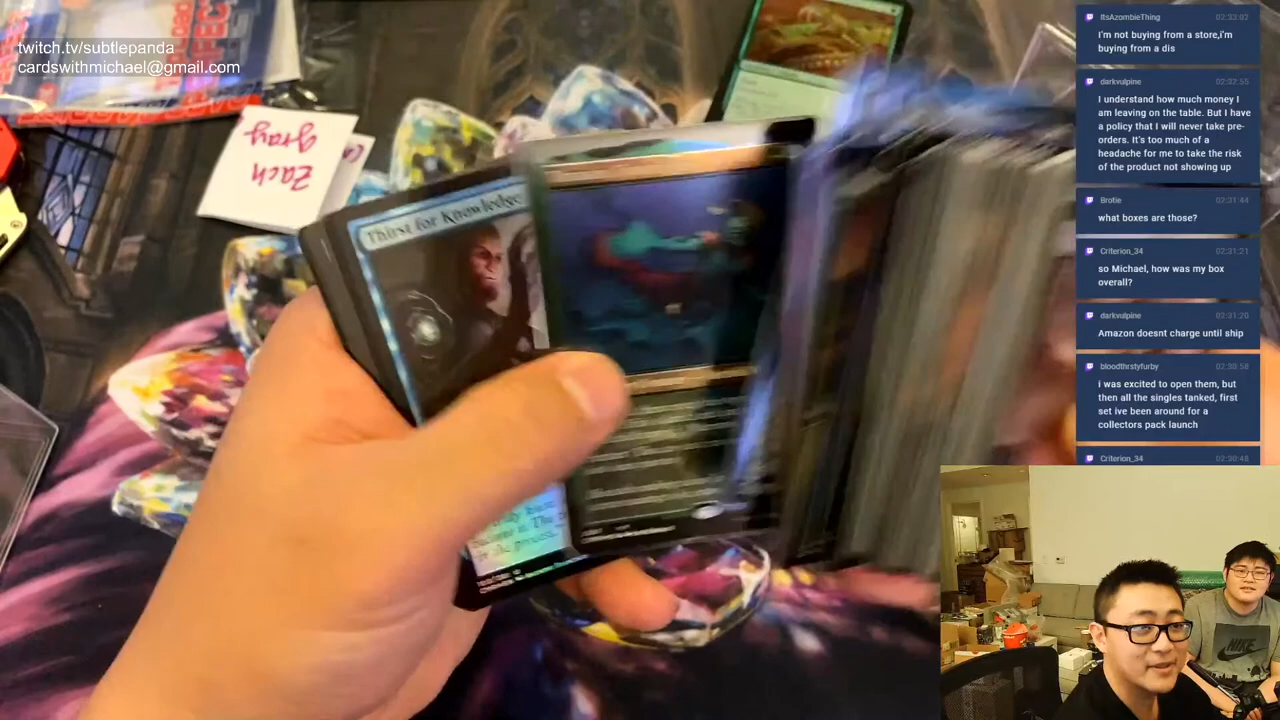 twitch.tv/subtlepanda
cardswithmichael@gmail.com
Zach
gray
Thirst for Knowledge
NIKE
ItsAzombieThing 02:33:02
I'm not buying from a store,i'm
buying from a dis
darkvulpine 02:32:55
I understand how much money I
am leaving on the table. But I have
a policy that I will never take pre-
orders. It's too much of a
headache for me to take the risk
of the product not showing up
Brotie 02:31:44
what boxes are those?
Criterion_34 02:31:21
so Michael, how was my box
overall?
darkvulpine 02:31:20
Amazon doesnt charge until ship
bloodthrstyfurby 02:30:58
i was excited to open them, but
then all the singles tanked, first
set ive been around for a
collectors pack launch
Criterion_34 02:30:48